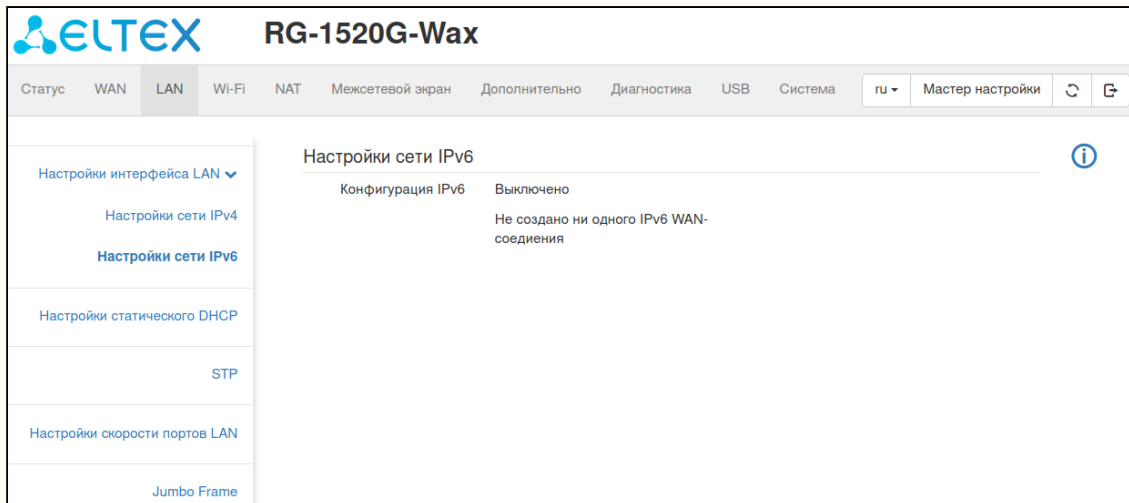 ELTEX
RG-1520G-Wax
Статус WAN LAN Wi-Fi NAT Межсетевой экран Дополнительно Диагностика USB Система ru Мастер настройки
Настройки интерфейса LAN
Настройки сети IPv4
Настройки сети IPv6
Настройки статического DHCP
STP
Настройки скорости портов LAN
Jumbo Frame
Настройки сети IPv6
Конфигурация IPv6 Выключено
Не создано ни одного IPv6 WAN-
соедиения